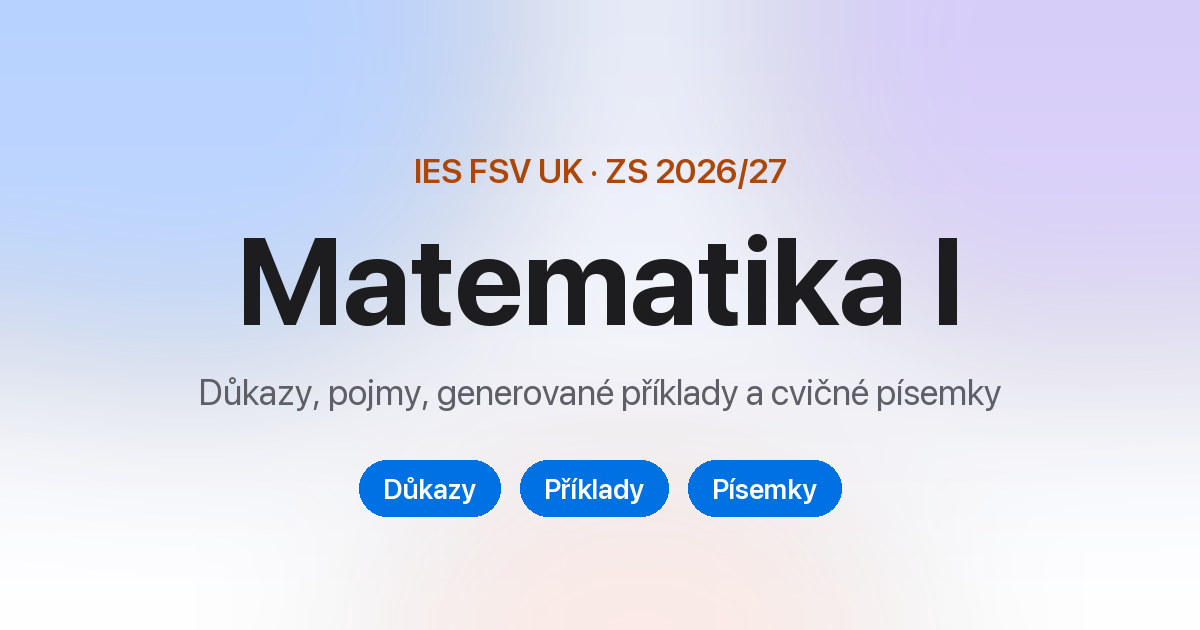 IES FSV UK · ZS 2026/27
Matematika I
Důkazy, pojmy, generované příklady a cvičné písemky
Důkazy
Příklady
Písemky